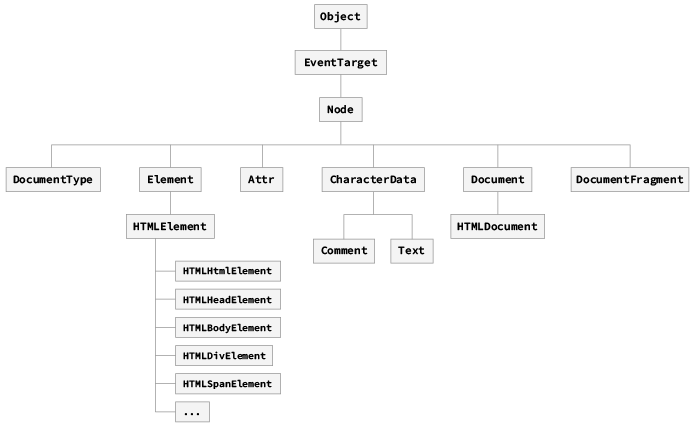 Object
EventTarget
Node
DocumentType
Element
Attr
CharacterData
Document
DocumentFragment
HTMLElement
HTMLDocument
Comment
Text
HTMLHtmlElement
HTMLHeadElement
HTMLBodyElement
HTMLDivElement
HTMLSpanElement
...